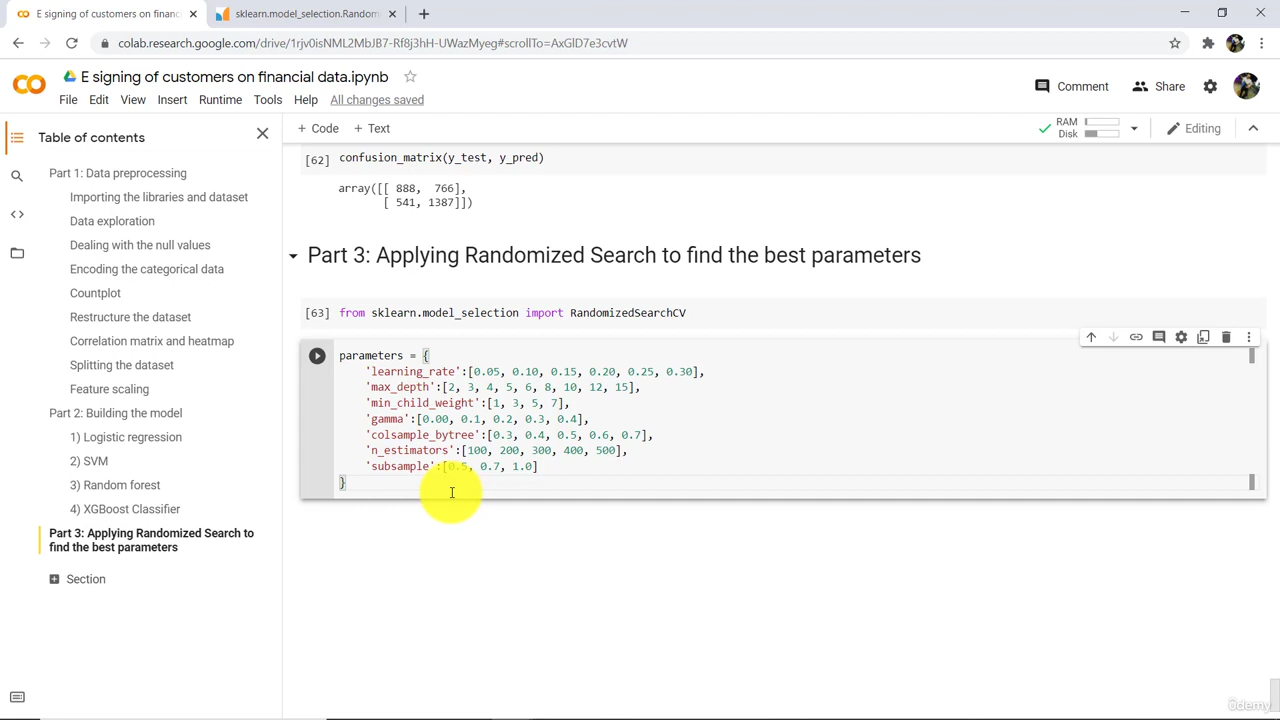 E signing of customers on financ
sklearn.model_selection.Random
colab.research.google.com/drive/1rjv0isNML2MbJB7-Rf8j3hH-UWazMyeg#scrollTo=AxGlD7e3cvtW
E signing of customers on financial data.ipynb
File Edit View Insert Runtime Tools Help All changes saved
Comment Share
Table of contents
+ Code + Text
RAM
Disk
Editing
Part 1: Data preprocessing
Importing the libraries and dataset
Data exploration
Dealing with the null values
Encoding the categorical data
Countplot
Restructure the dataset
Correlation matrix and heatmap
Splitting the dataset
Feature scaling
Part 2: Building the model
1) Logistic regression
2) SVM
3) Random forest
4) XGBoost Classifier
Part 3: Applying Randomized Search to
find the best parameters
Section
[62] confusion_matrix(y_test, y_pred)
array([[ 888, 766],
[ 541, 1387]])
Part 3: Applying Randomized Search to find the best parameters
[63] from sklearn.model_selection import RandomizedSearchCV
parameters = {
'learning_rate':[0.05, 0.10, 0.15, 0.20, 0.25, 0.30],
'max_depth':[2, 3, 4, 5, 6, 8, 10, 12, 15],
'min_child_weight':[1, 3, 5, 7],
'gamma':[0.00, 0.1, 0.2, 0.3, 0.4],
'colsample_bytree':[0.3, 0.4, 0.5, 0.6, 0.7],
'n_estimators':[100, 200, 300, 400, 500],
'subsample':[0.5, 0.7, 1.0]
}
ûdemy